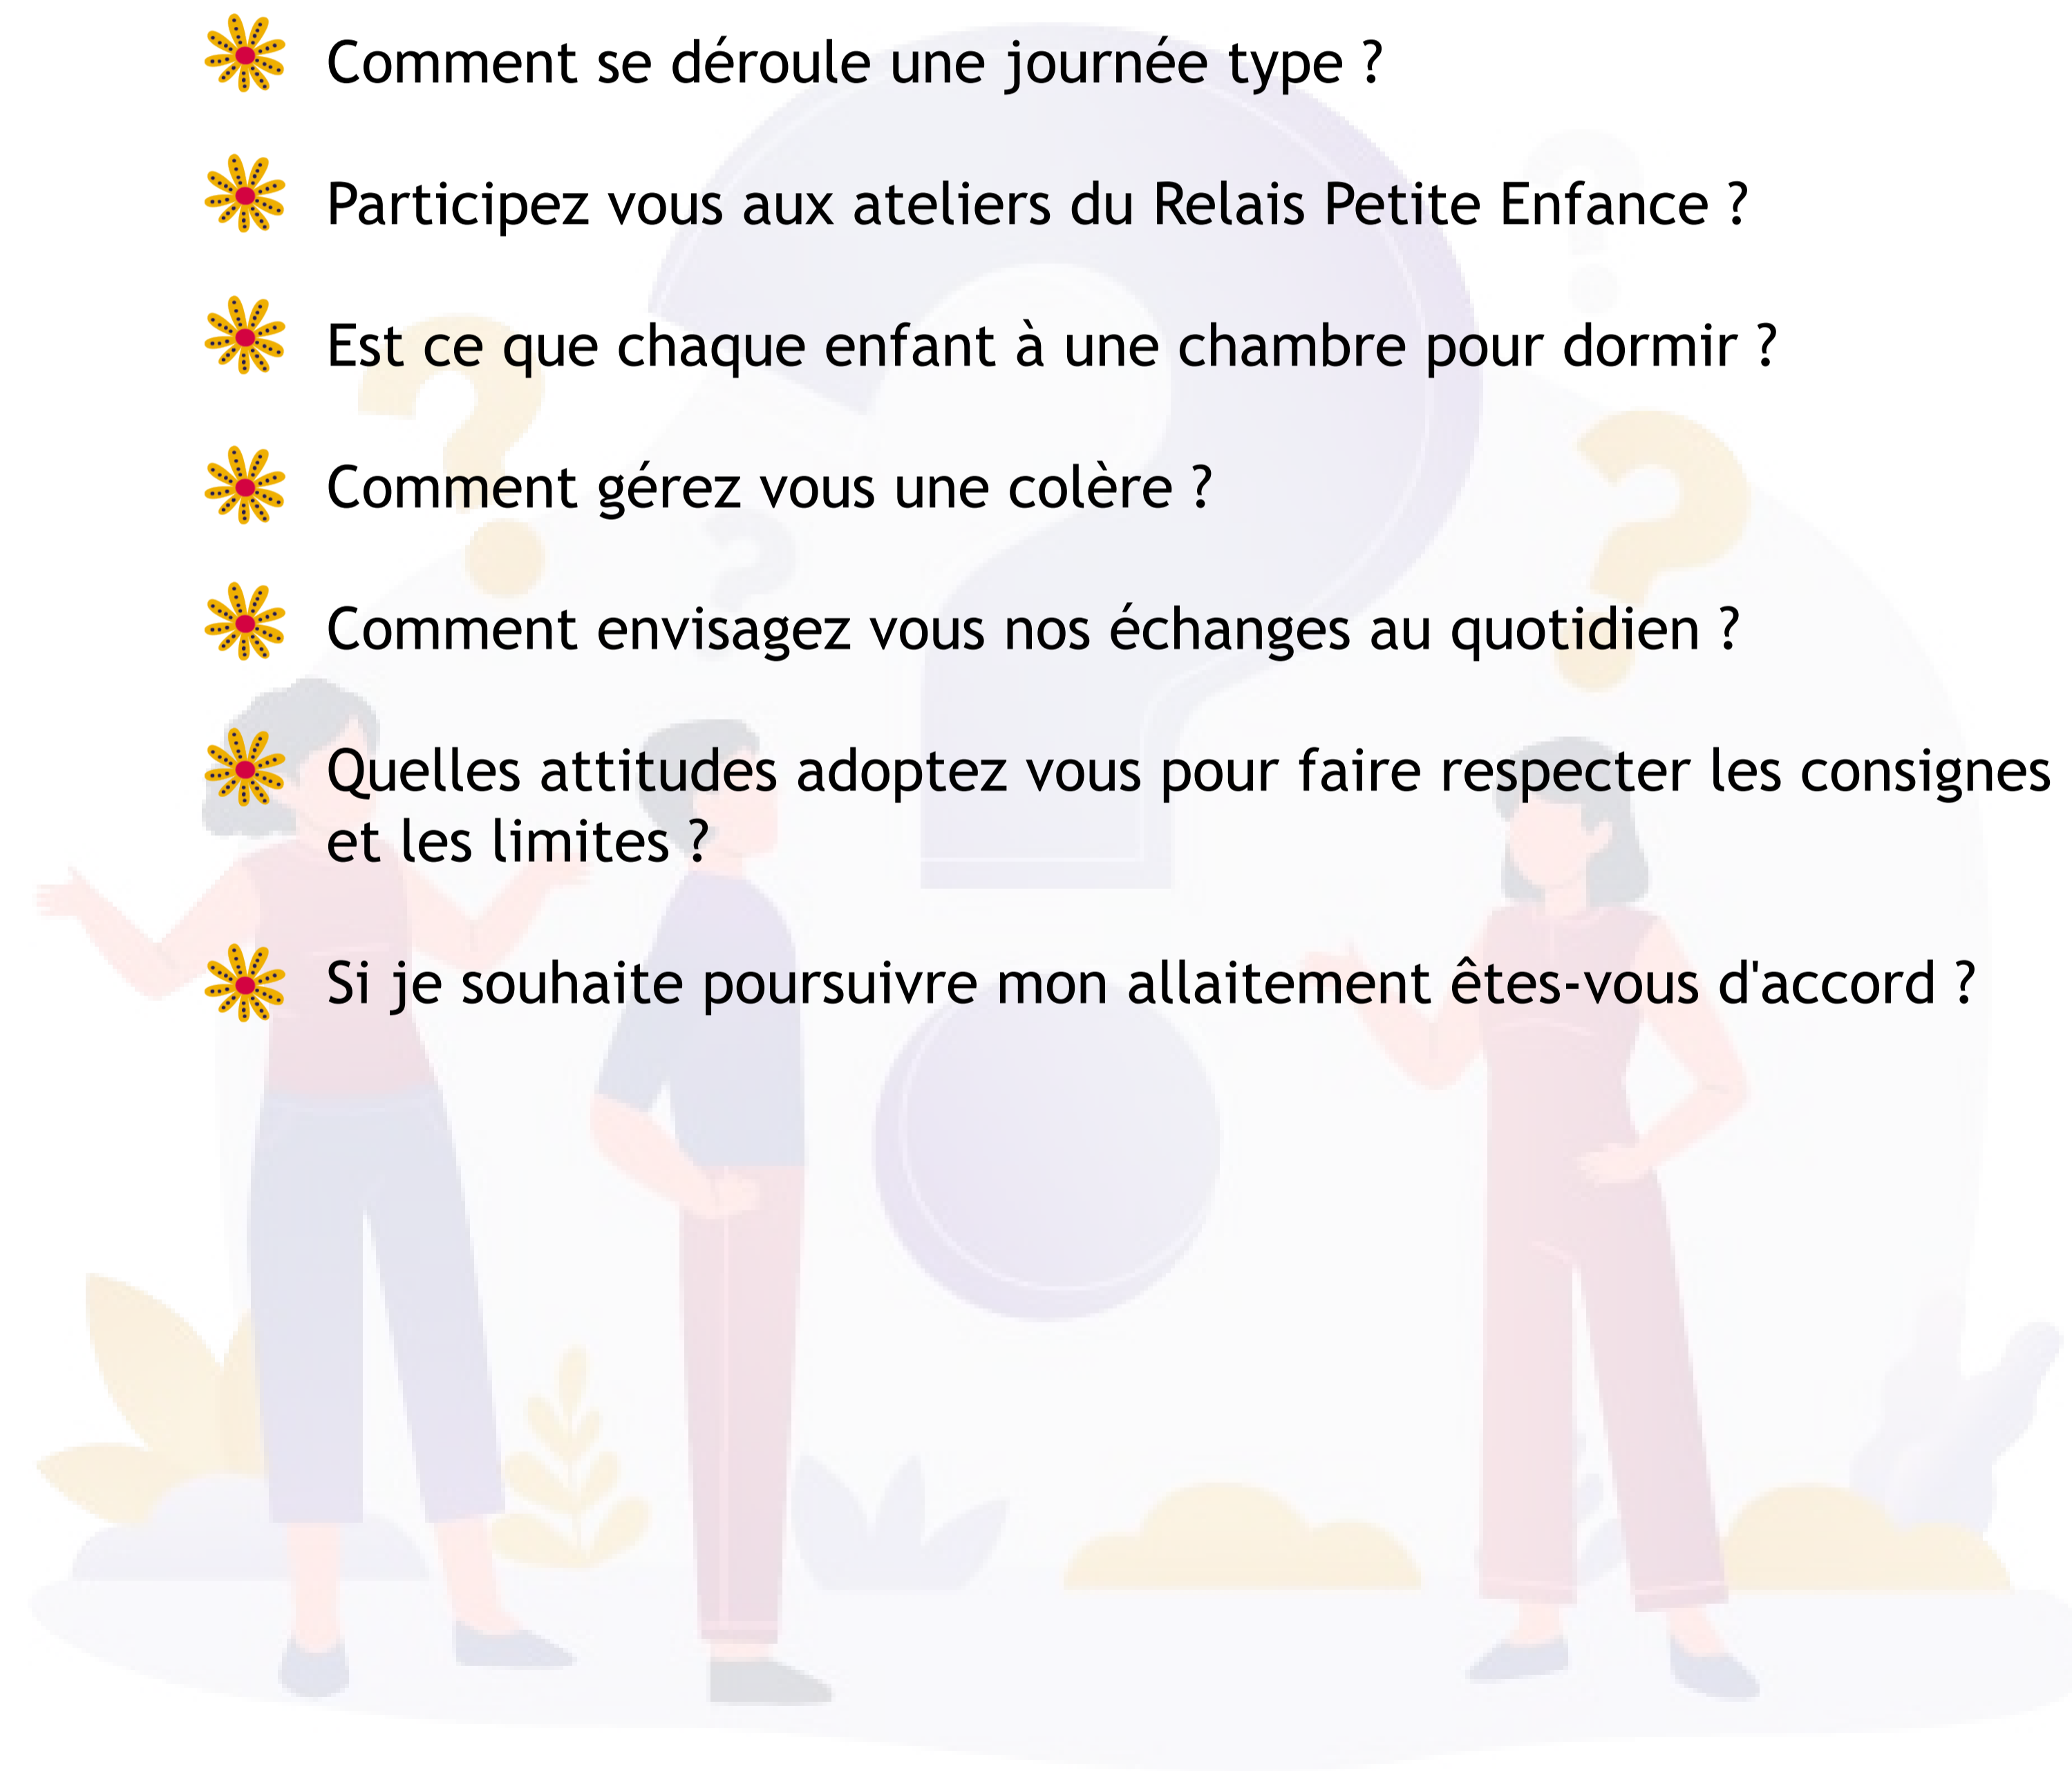 Comment se déroule une journée type ?
Participez vous aux ateliers du Relais Petite Enfance ?
Est ce que chaque enfant à une chambre pour dormir ?
Comment gérez vous une colère ?
Comment envisagez vous nos échanges au quotidien ?
Quelles attitudes adoptez vous pour faire respecter les consignes
et les limites ?
Si je souhaite poursuivre mon allaitement êtes-vous d'accord ?